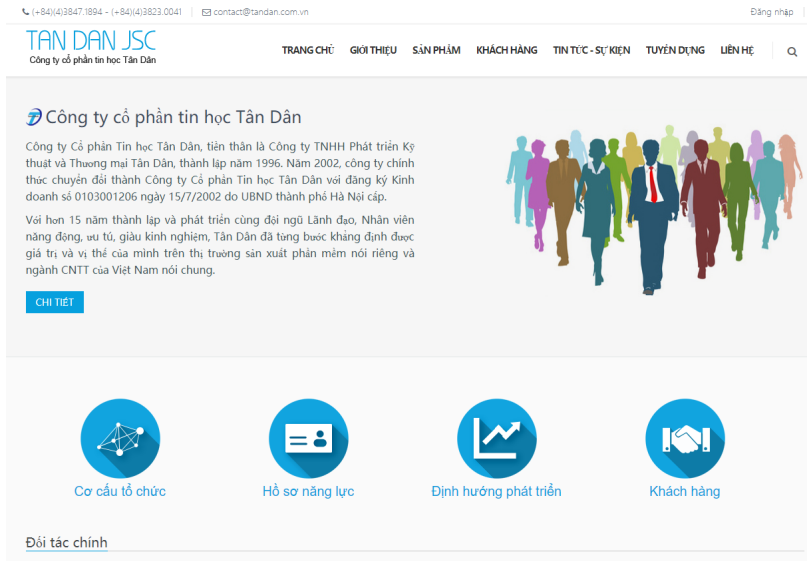 (+84)(4)3847.1894 - (+84)(4)3823.0041
contact@tandan.com.vn
Đăng nhập
TAN DAN JSC
Công ty cổ phần tin học Tân Dân
TRANG CHỦ GIỚI THIỆU SẢN PHẨM KHÁCH HÀNG TIN TỨC - SỰ KIỆN TUYỂN DỤNG LIÊN HỆ
Công ty cổ phần tin học Tân Dân
Công ty Cổ phần Tin học Tân Dân, tiền thân là Công ty TNHH Phát triển Kỹ
thuật và Thương mại Tân Dân, thành lập năm 1996. Năm 2002, công ty chính
thức chuyển đổi thành Công ty Cổ phần Tin học Tân Dân với đăng ký Kinh
doanh số 0103001206 ngày 15/7/2002 do UBND thành phố Hà Nội cấp.
Với hơn 15 năm thành lập và phát triển cùng đội ngũ Lãnh đạo, Nhân viên
năng động, ưu tú, giàu kinh nghiệm, Tân Dân đã từng bước khẳng định được
giá trị và vị thế của mình trên thị trường sản xuất phần mềm nói riêng và
ngành CNTT của Việt Nam nói chung.
CHI TIẾT
Cơ cấu tổ chức
Hồ sơ năng lực
Định hướng phát triển
Khách hàng
Đối tác chính